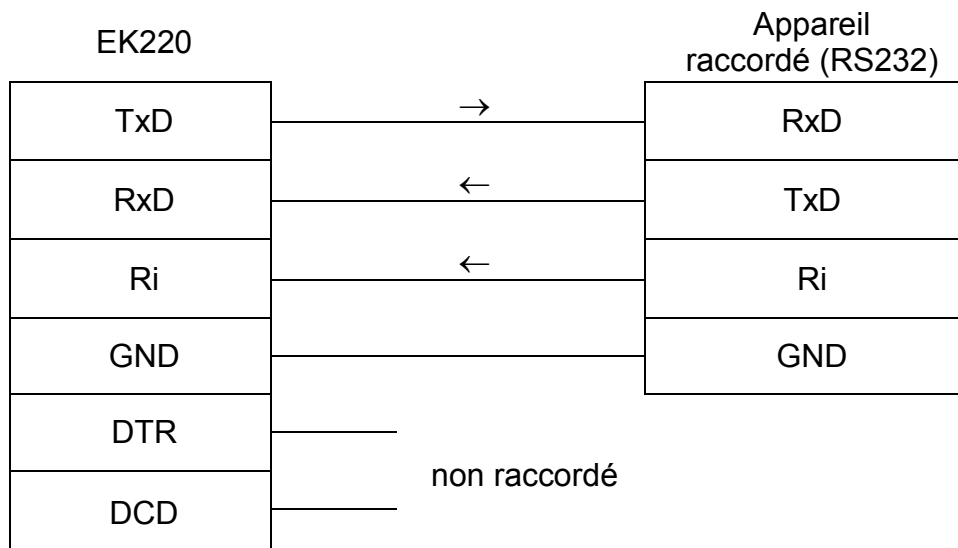 EK220
Appareil
raccordé (RS232)
TxD → RxD
RxD ← TxD
Ri ← Ri
GND GND
DTR
non raccordé
DCD